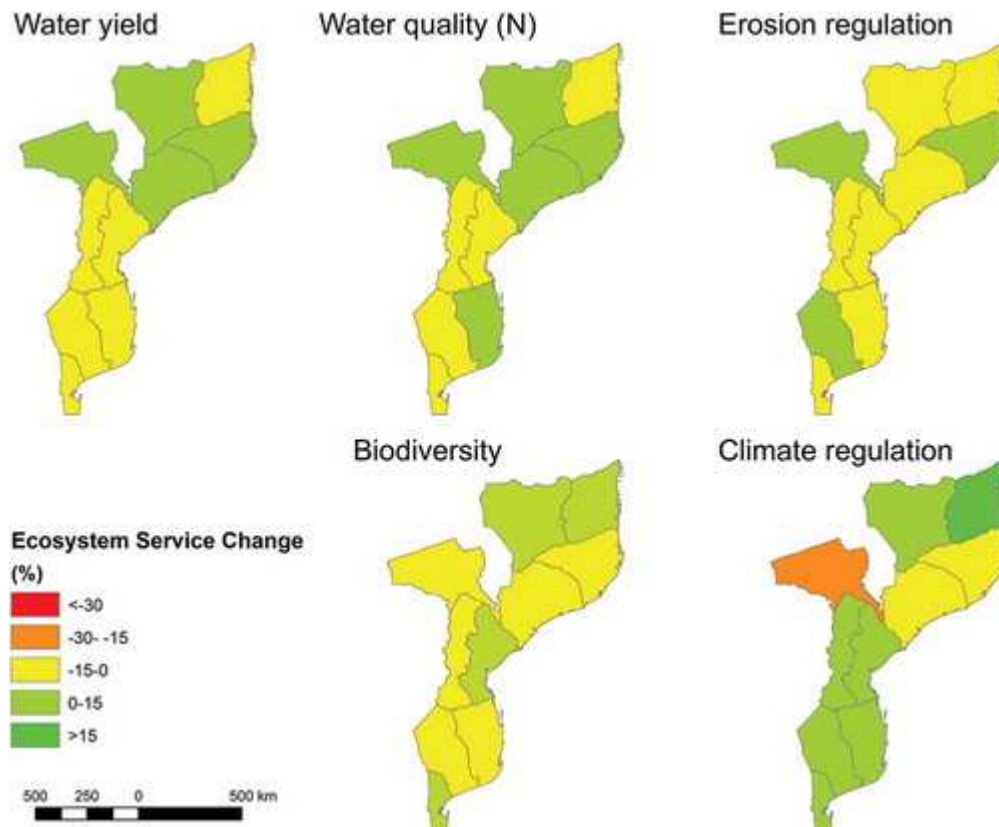 Water yield
Water quality (N)
Erosion regulation
Biodiversity
Climate regulation
Ecosystem Service Change
(%)
<-30
-30- -15
-15-0
0-15
>15
500 250 0 500 km